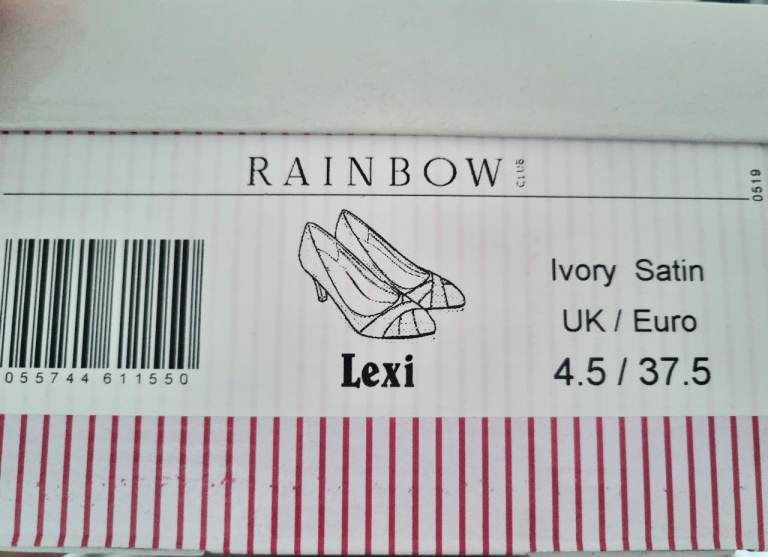 RAINBOW CLUB
0519
Ivory Satin
UK / Euro
4.5 / 37.5
Lexi
055744 611550